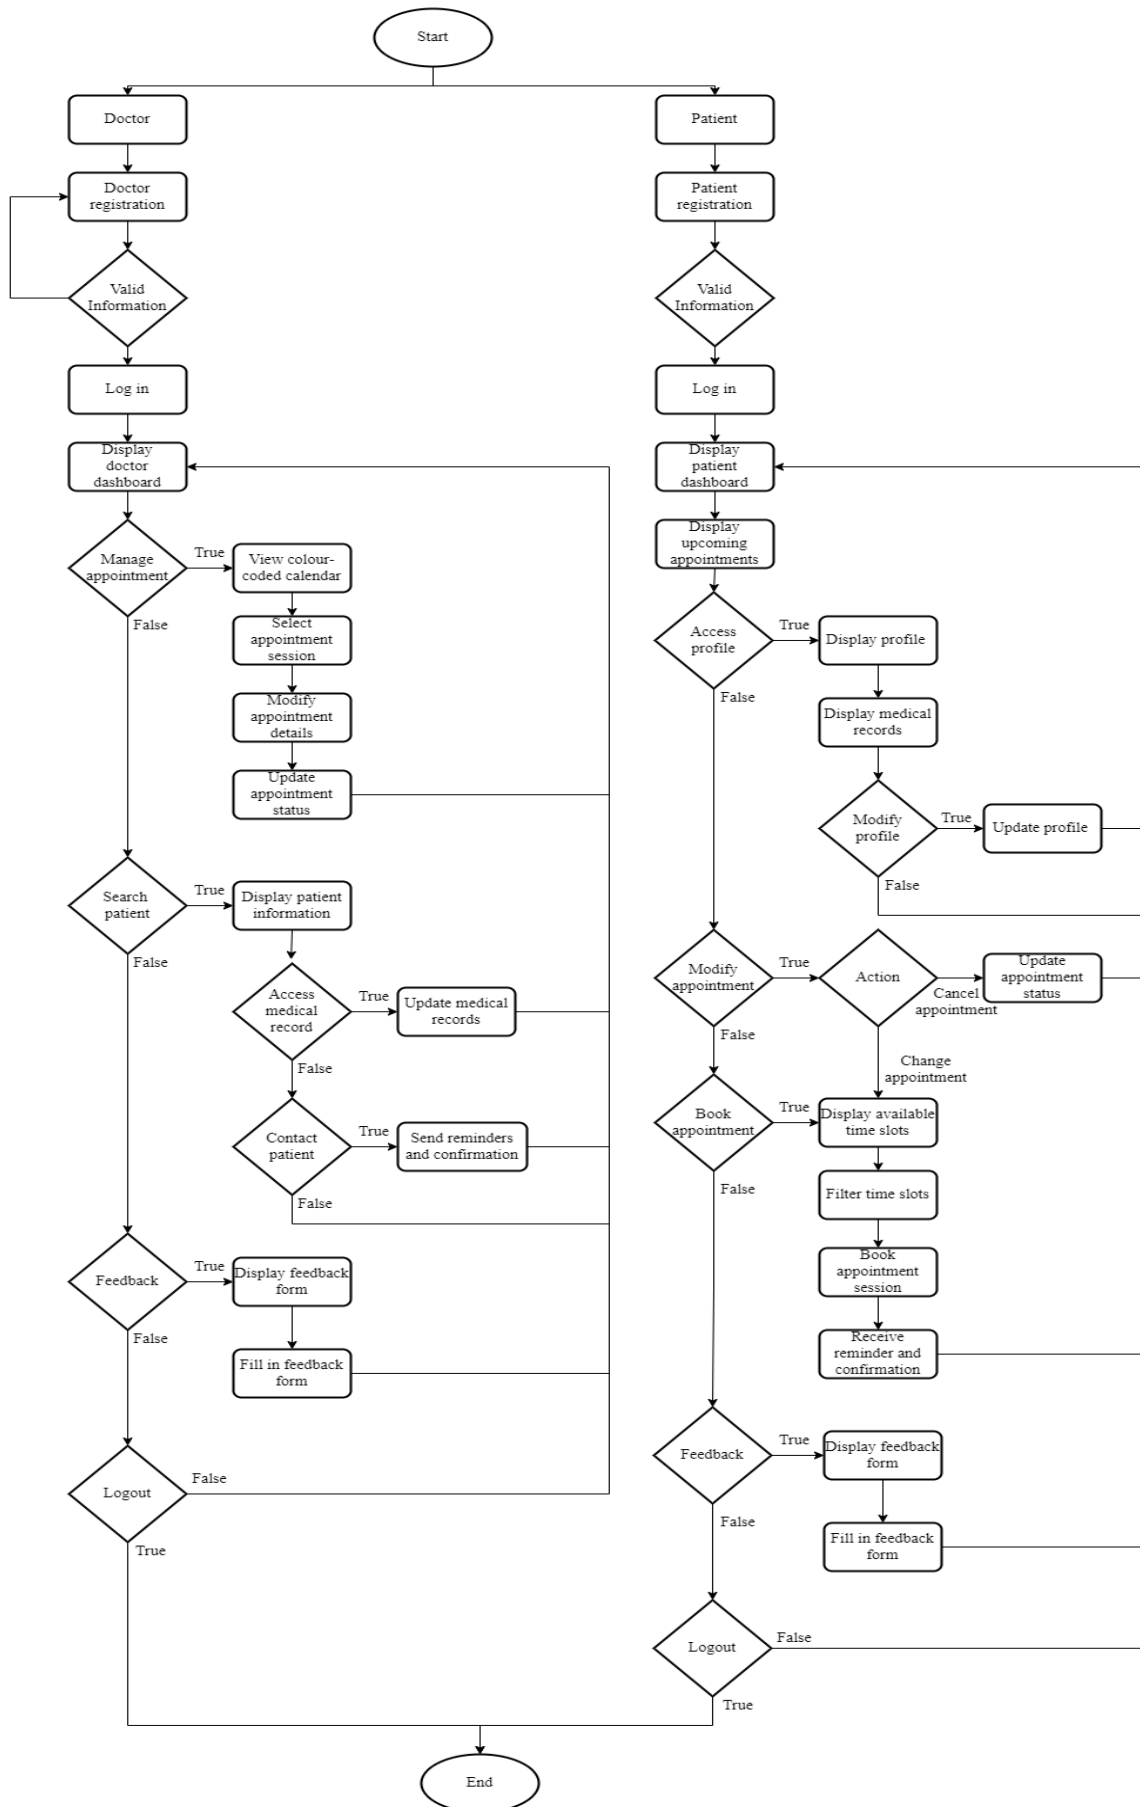 Start
Doctor
Patient
Doctor
registration
Patient
registration
Valid
Information
Valid
Information
Log in
Log in
Display
doctor
dashboard
Display
patient
dashboard
Manage
appointment
True
False
View colour-
coded calendar
Select
appointment
session
Modify
appointment
details
Update
appointment
status
Display
upcoming
appointments
Access
profile
True
False
Display profile
Display medical
records
Modify
profile
True
False
Update profile
Search
patient
True
False
Display patient
information
Access
medical
record
True
False
Update medical
records
Contact
patient
True
False
Send reminders
and confirmation
Modify
appointment
True
False
Action
Cancel
appointment
Update
appointment
status
Change
appointment
Book
appointment
True
False
Display available
time slots
Filter time slots
Book
appointment
session
Receive
reminder and
confirmation
Feedback
True
False
Display feedback
form
Fill in feedback
form
Feedback
True
False
Display feedback
form
Fill in feedback
form
Logout
False
True
Logout
False
True
End